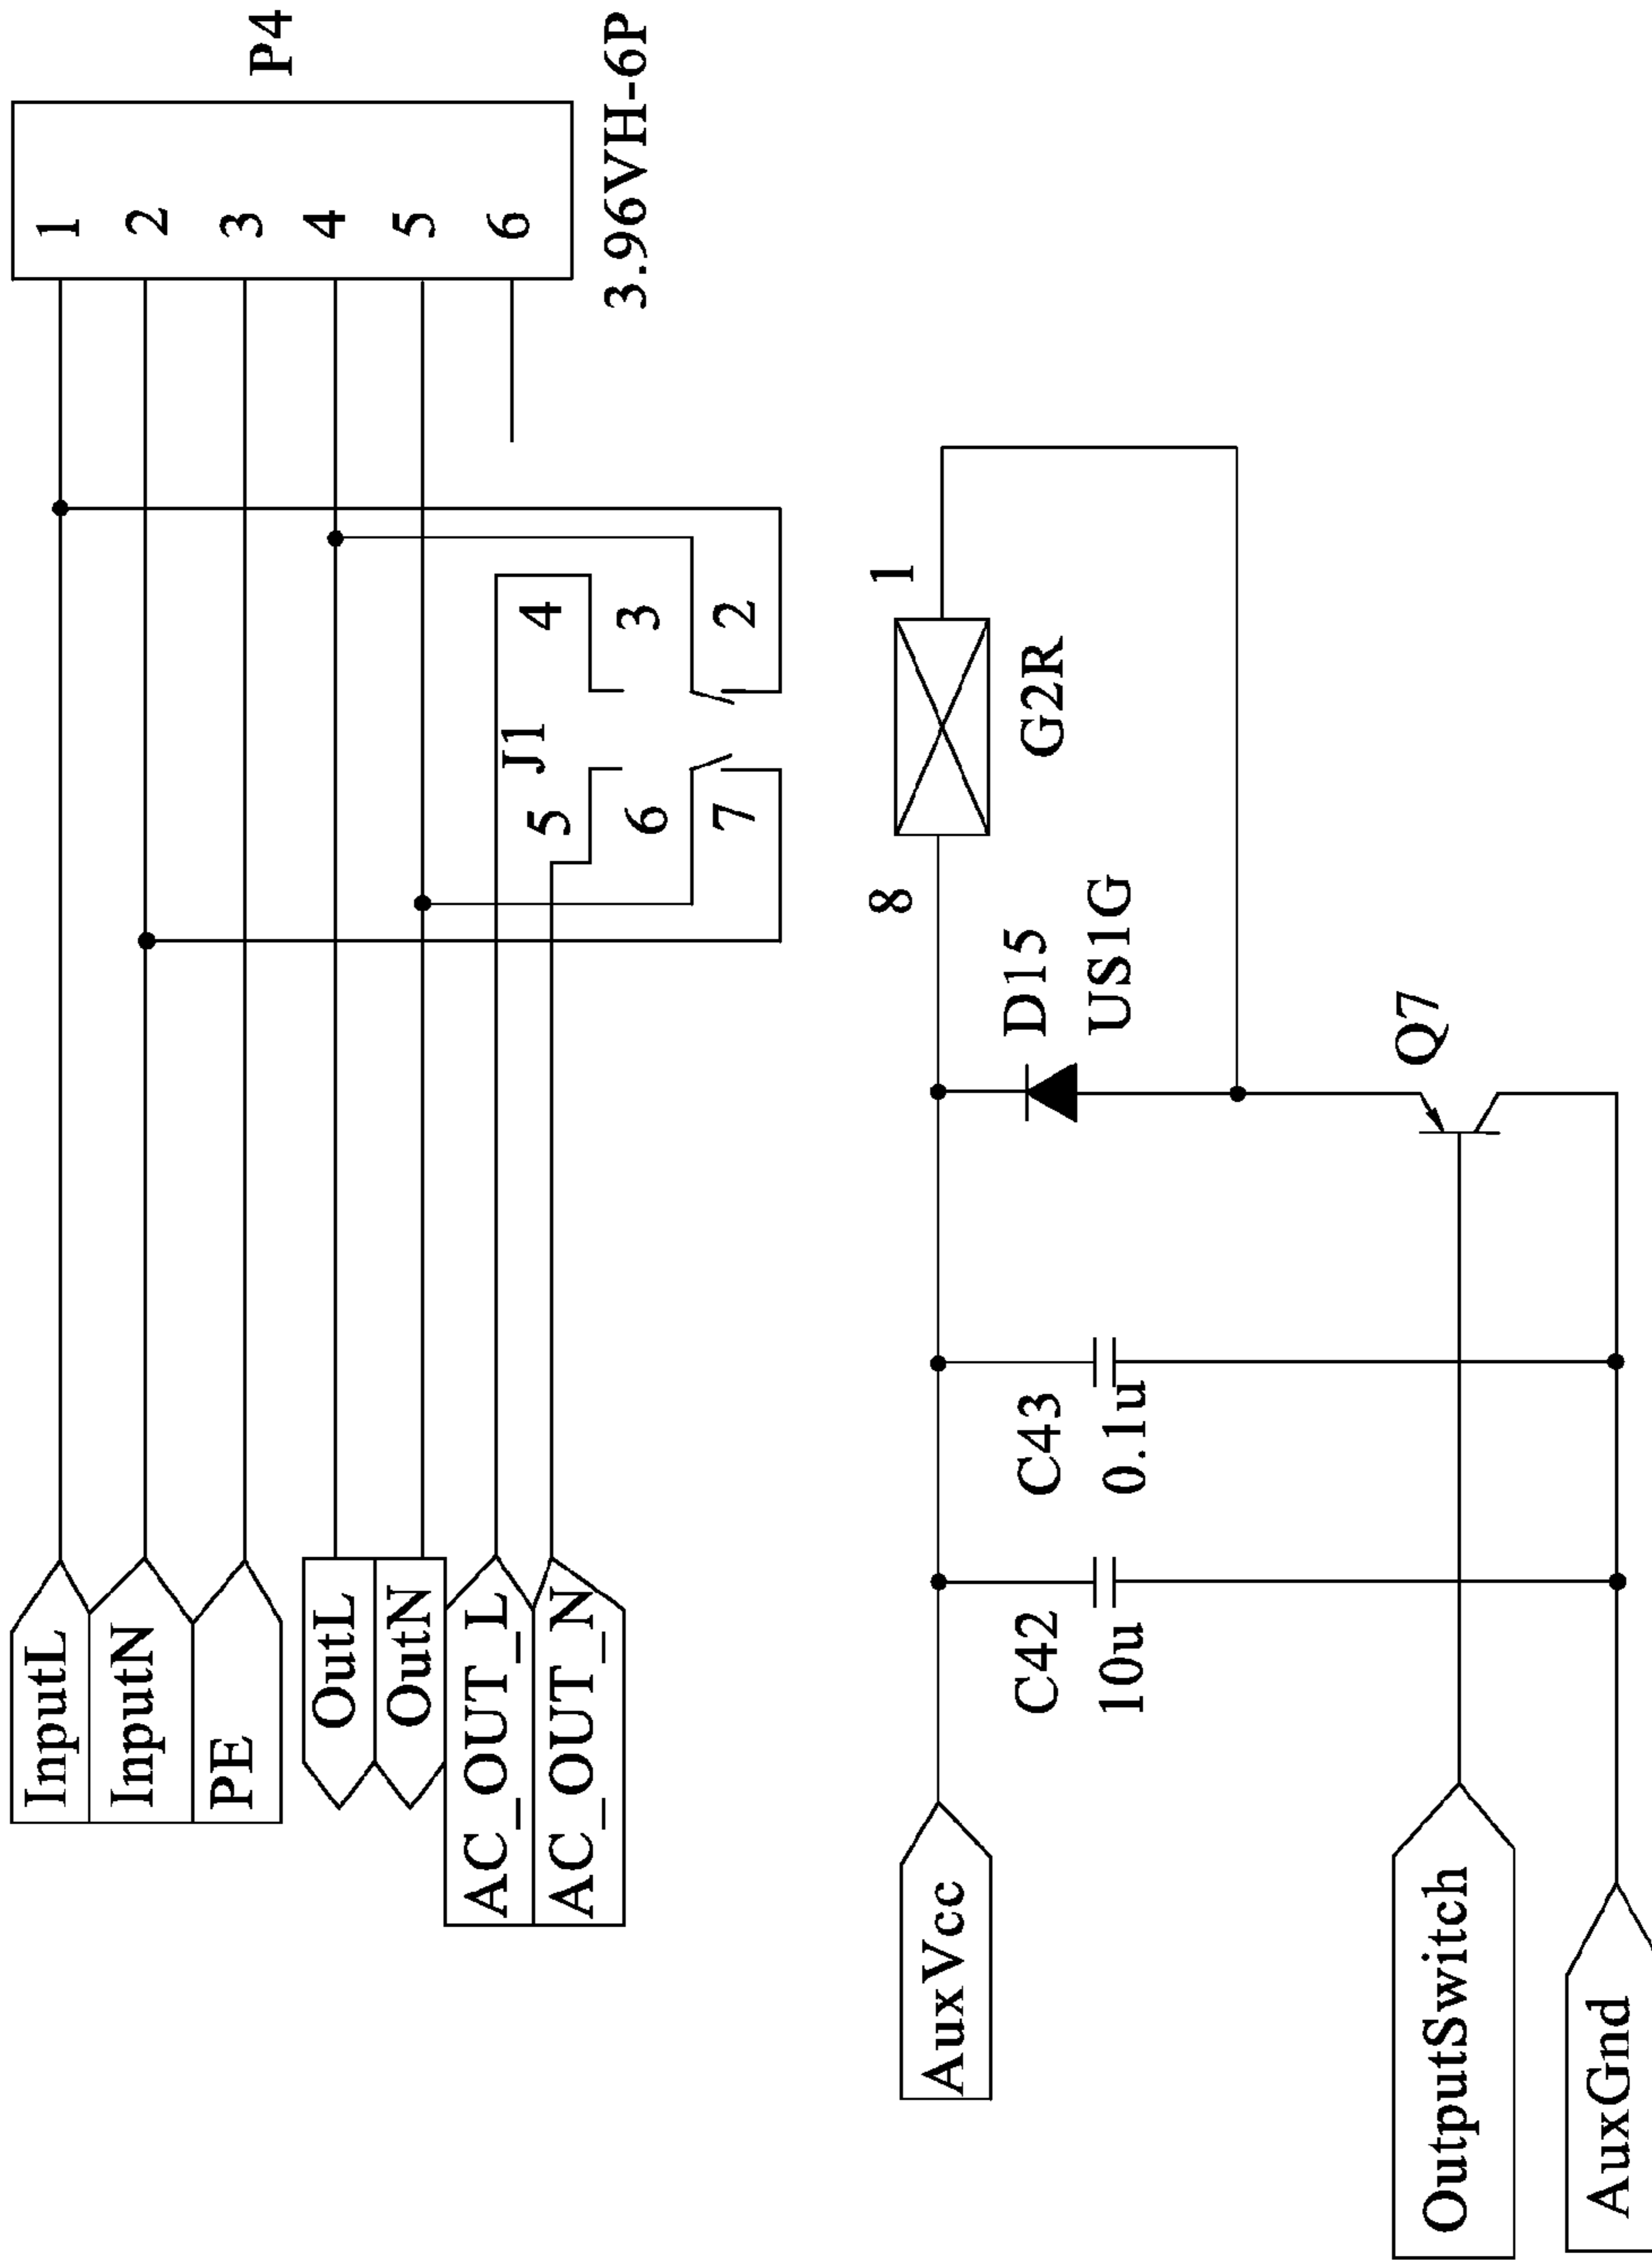 P4
3.96VH-6P
1
2
3
4
5
6
InputL
InputN
PE
OutL
OutN
AC_OUT_L
AC_OUT_N
J1
4
3
2
5
6
7
1
G2R
8
D15
US1G
Q7
C43
0.1u
C42
10u
AuxVcc
OutputSwitch
AuxGnd